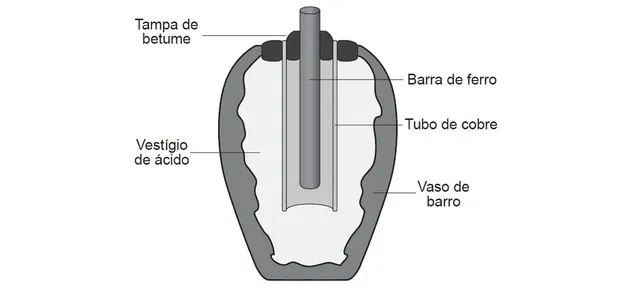 Tampa de
betume
Barra de ferro
Tubo de cobre
Vestígio
de ácido
Vaso de
barro